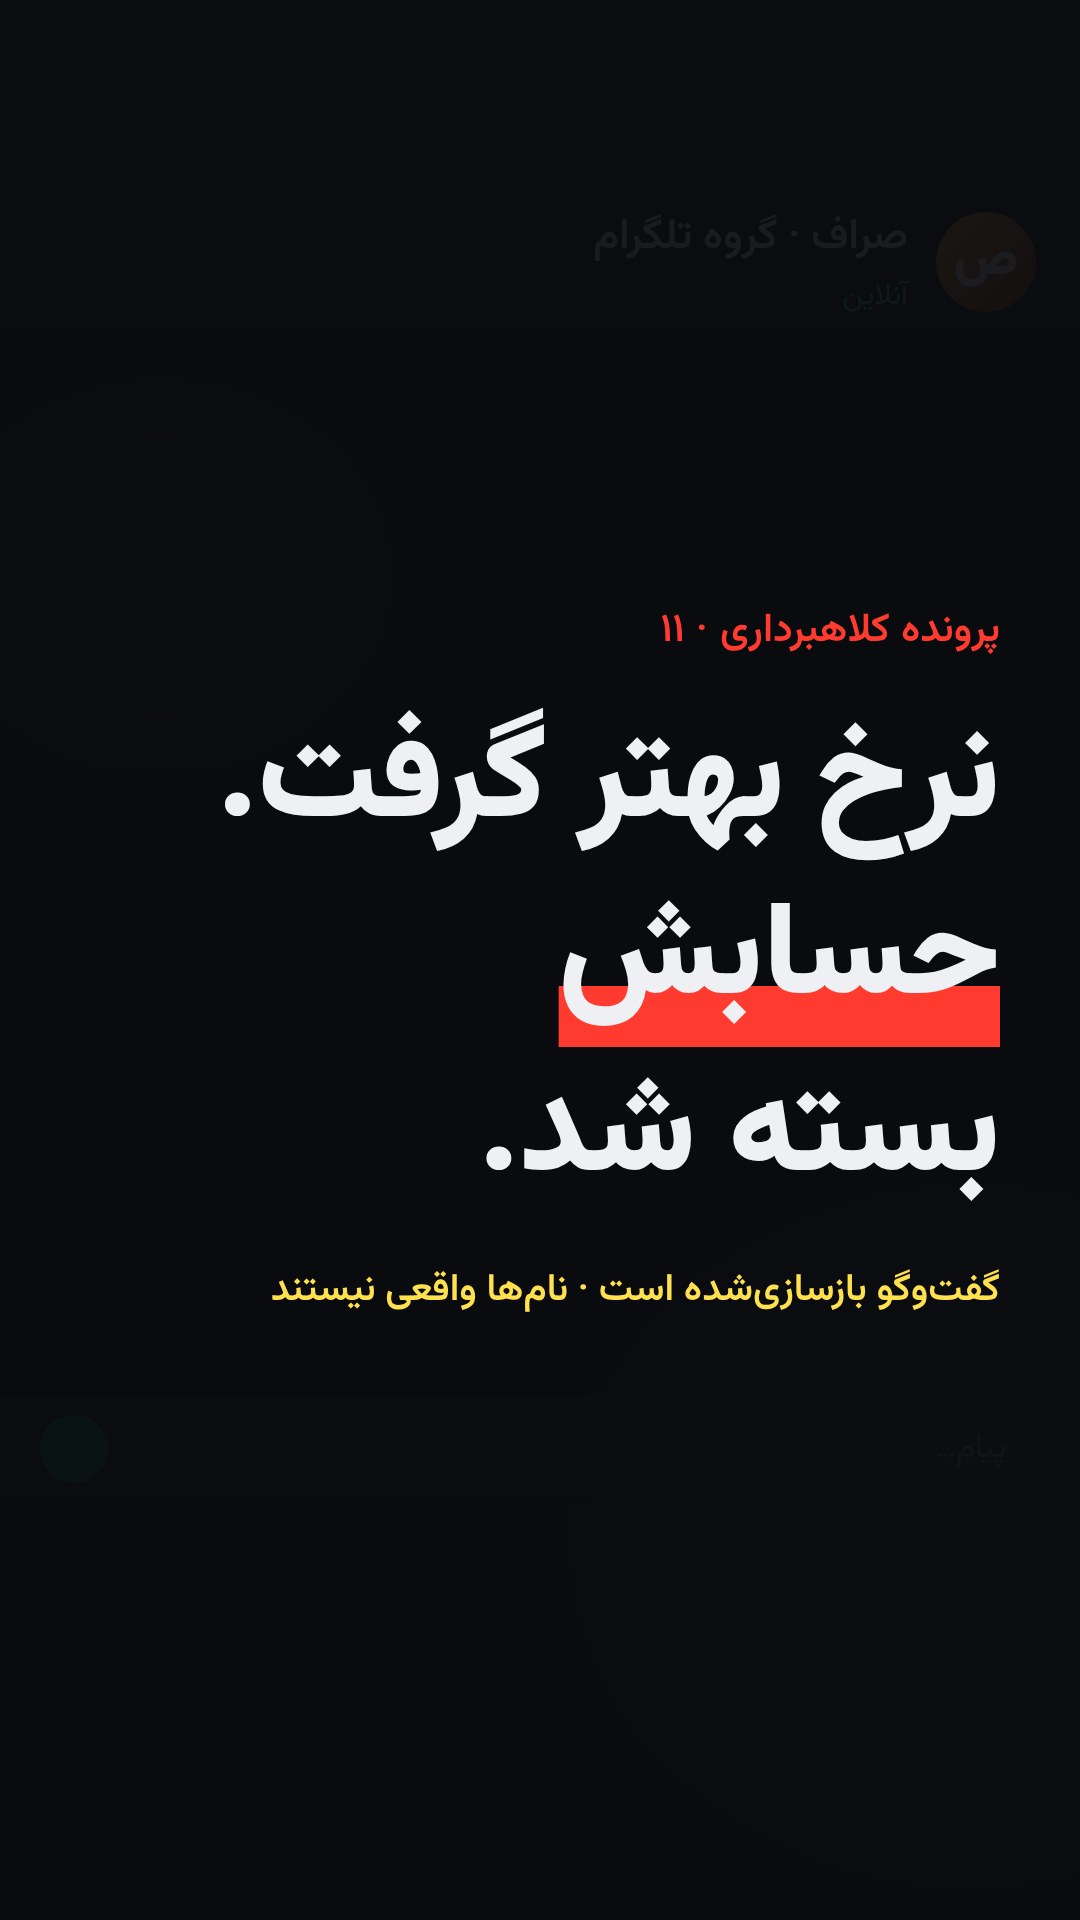 صراف · گروه تلگرام
ص
آنلاین
پرونده کلاهبرداری · ۱۱
نرخ بهتر گرفت.
حسابش
بسته شد.
گفت‌وگو بازسازی‌شده است · نام‌ها واقعی نیستند
پیام...